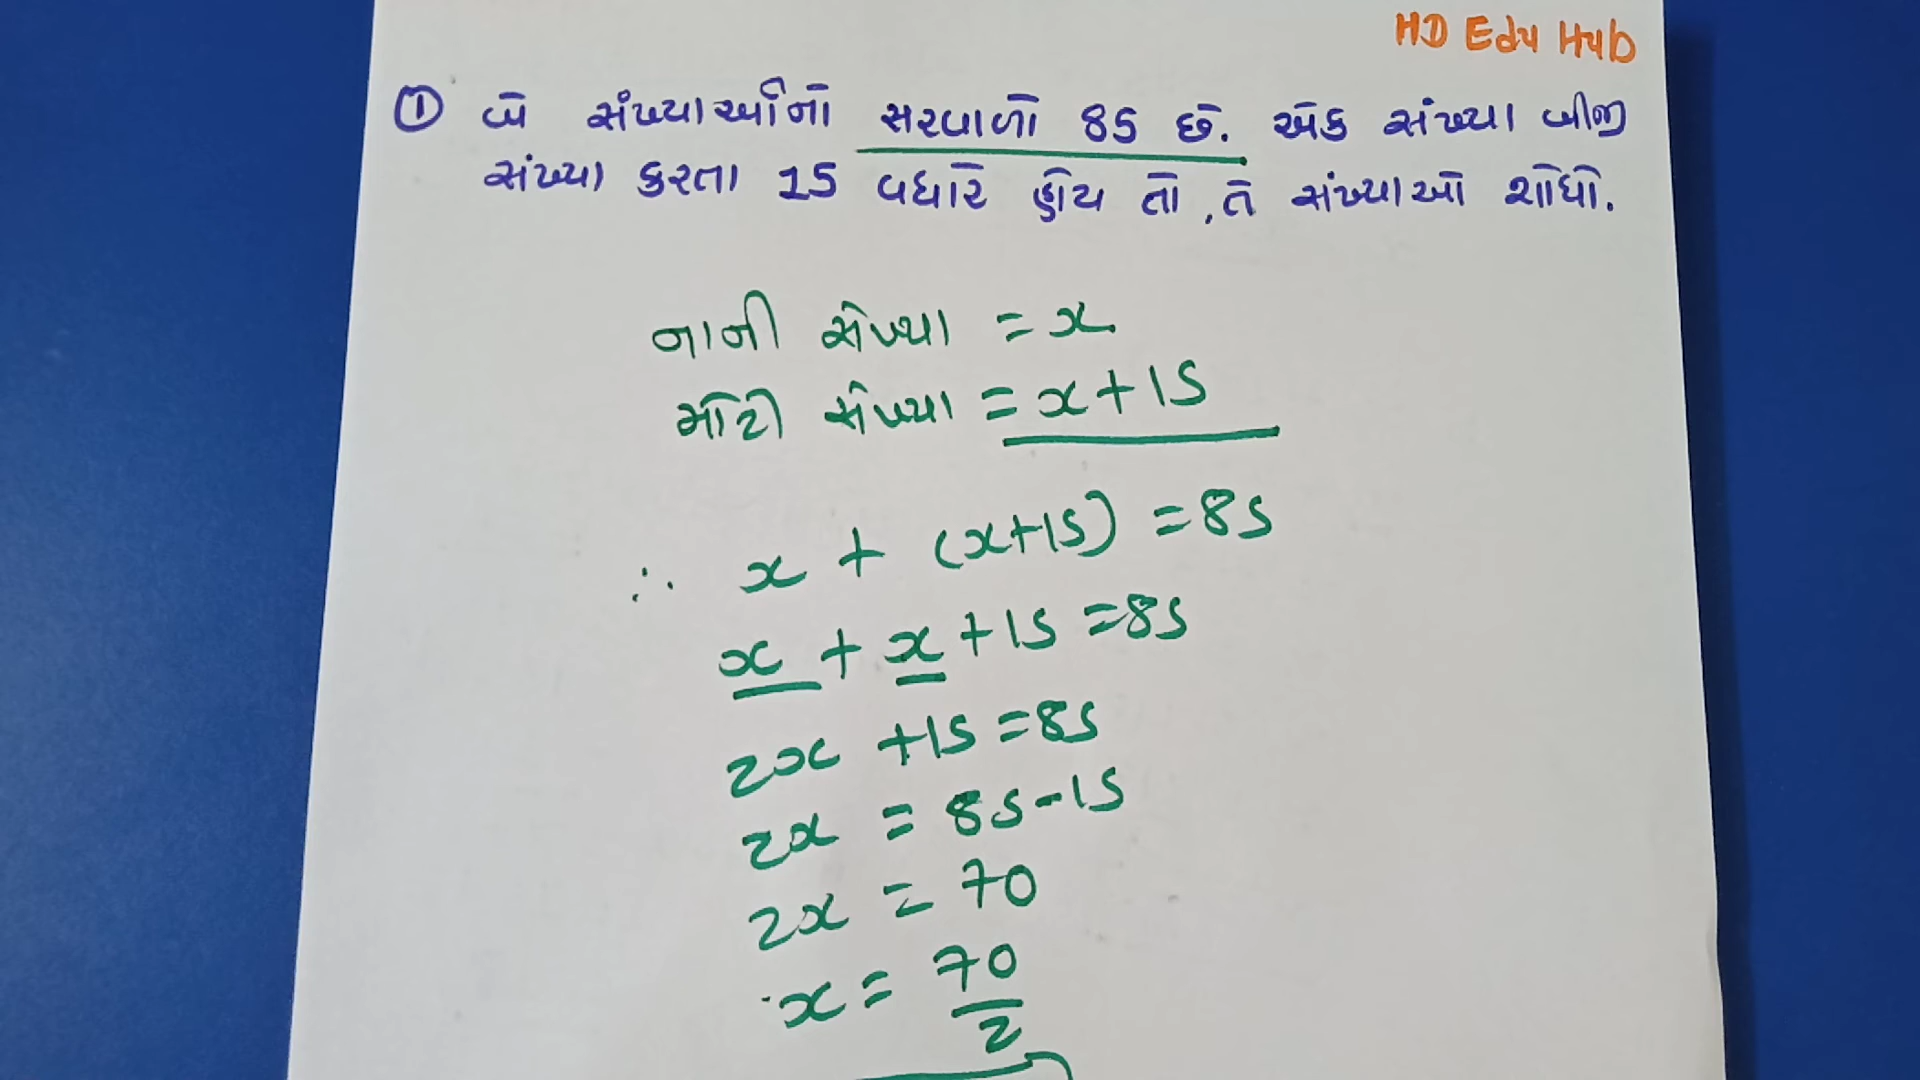 HD Edu Hub
① બે સંખ્યાઓનો સરવાળો 85 છે. એક સંખ્યા બીજી
સંખ્યા કરતા 15 વધારે હોય તો, તે સંખ્યાઓ શોધો.
નાની સંખ્યા = x
મોટી સંખ્યા = x+15
∴ x + (x+15) = 85
x + x + 15 = 85
2x + 15 = 85
2x = 85-15
2x = 70
x = 70/2